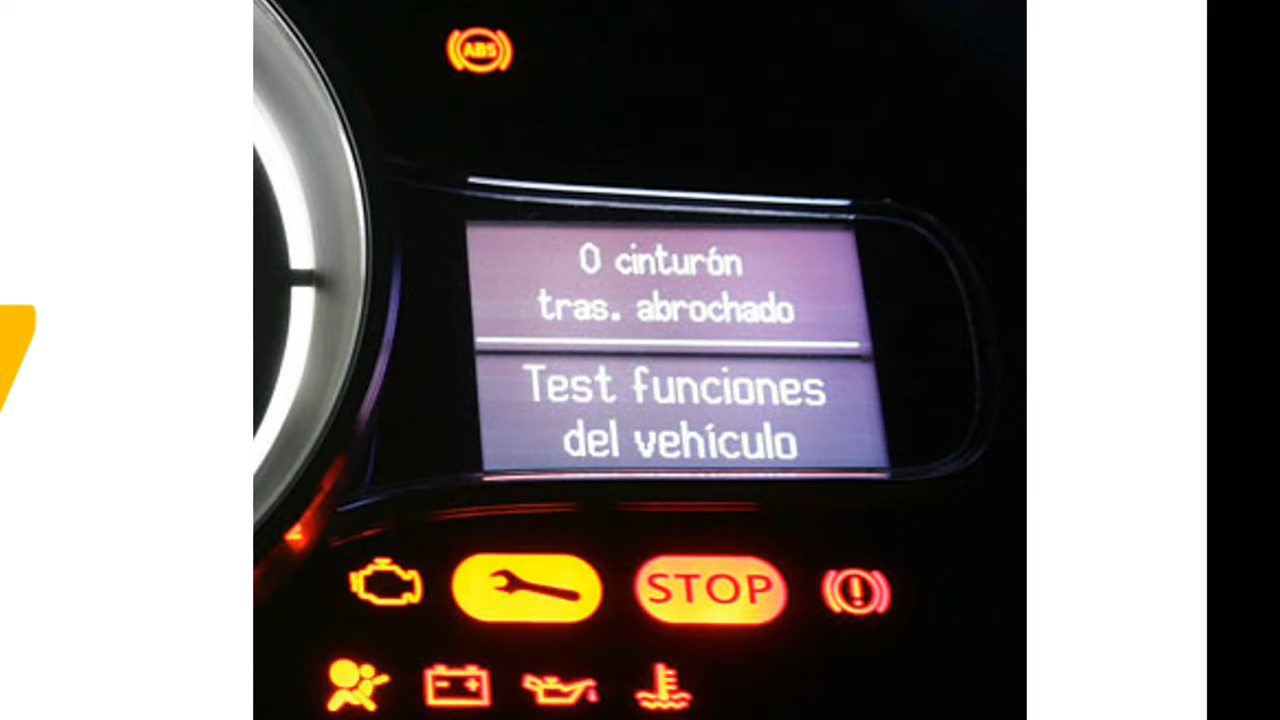 ABS
0 cinturón
tras. abrochado
Test funciones
del vehículo
STOP